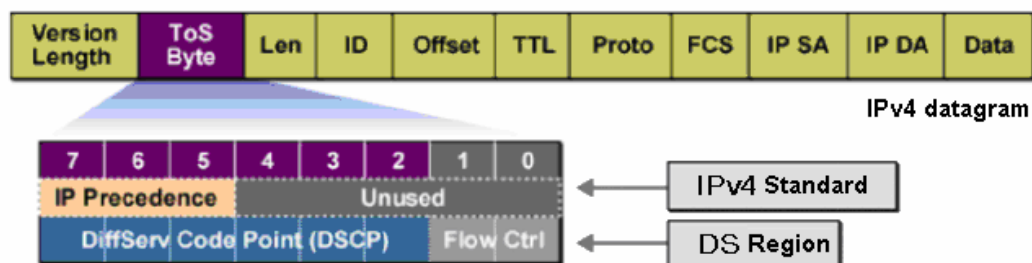 Version Length
ToS Byte
Len
ID
Offset
TTL
Proto
FCS
IP SA
IP DA
Data
IPv4 datagram
7 6 5 4 3 2 1 0
IP Precedence
Unused
IPv4 Standard
DiffServ Code Point (DSCP)
Flow Ctrl
DS Region